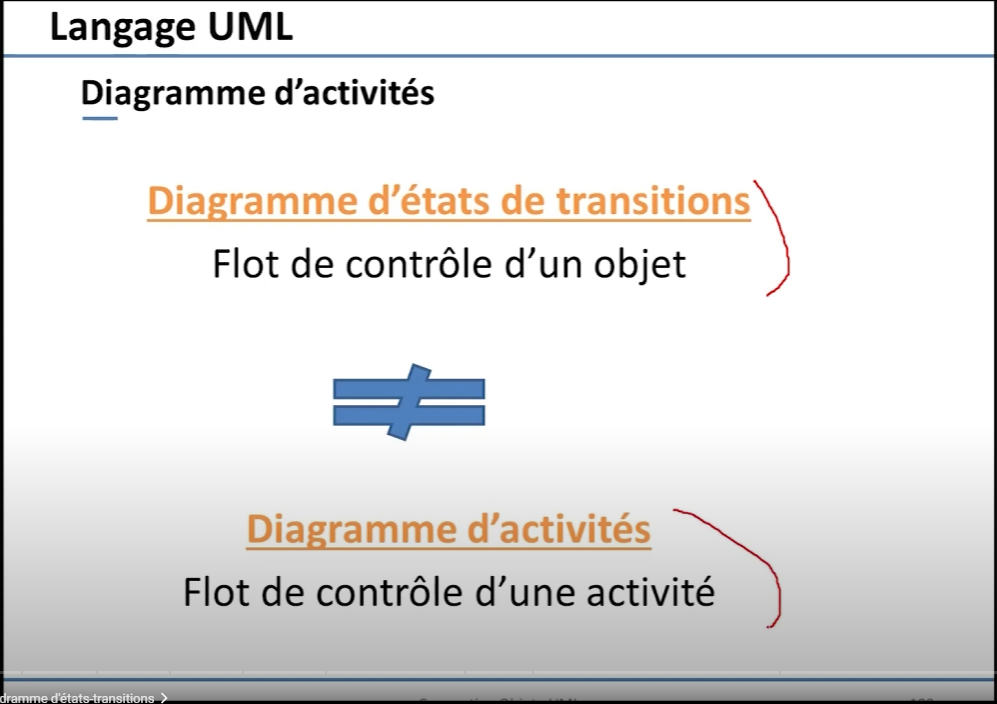 Langage UML
Diagramme d'activités
Diagramme d'états de transitions
Flot de contrôle d'un objet
Diagramme d'activités
Flot de contrôle d'une activité
dramme d'états-transitions